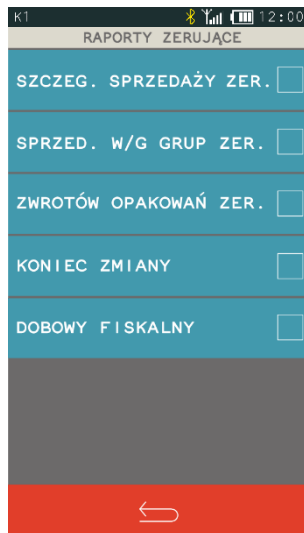 K1 12:00
RAPORTY ZERUJĄCE
SZCZEG. SPRZEDAŻY ZER.
SPRZED. W/G GRUP ZER.
ZWROTÓW OPAKOWAŃ ZER.
KONIEC ZMIANY
DOBOWY FISKALNY